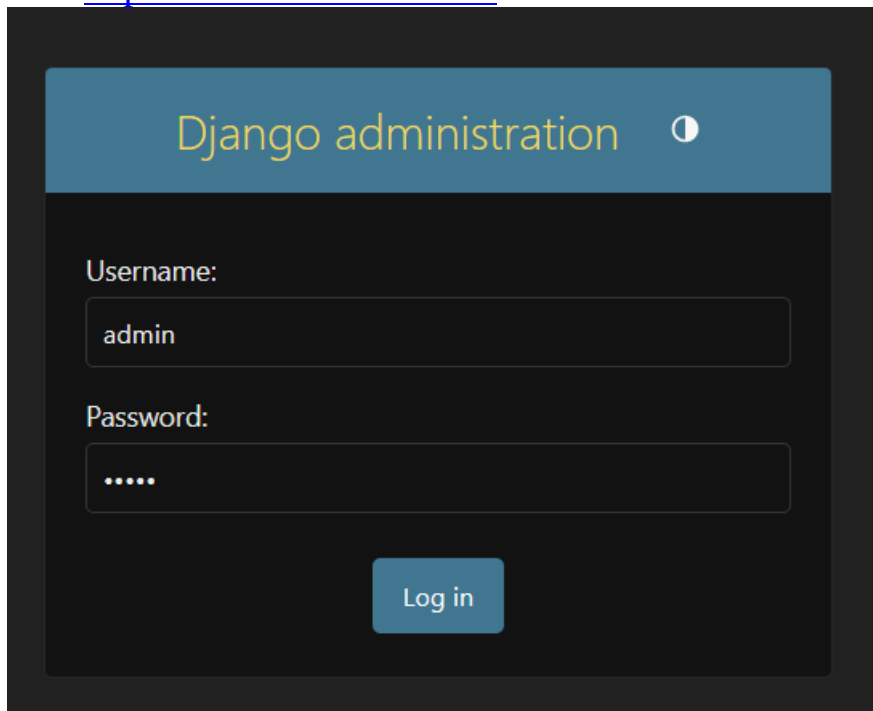 Django administration
Username:
admin
Password:
•••••
Log in